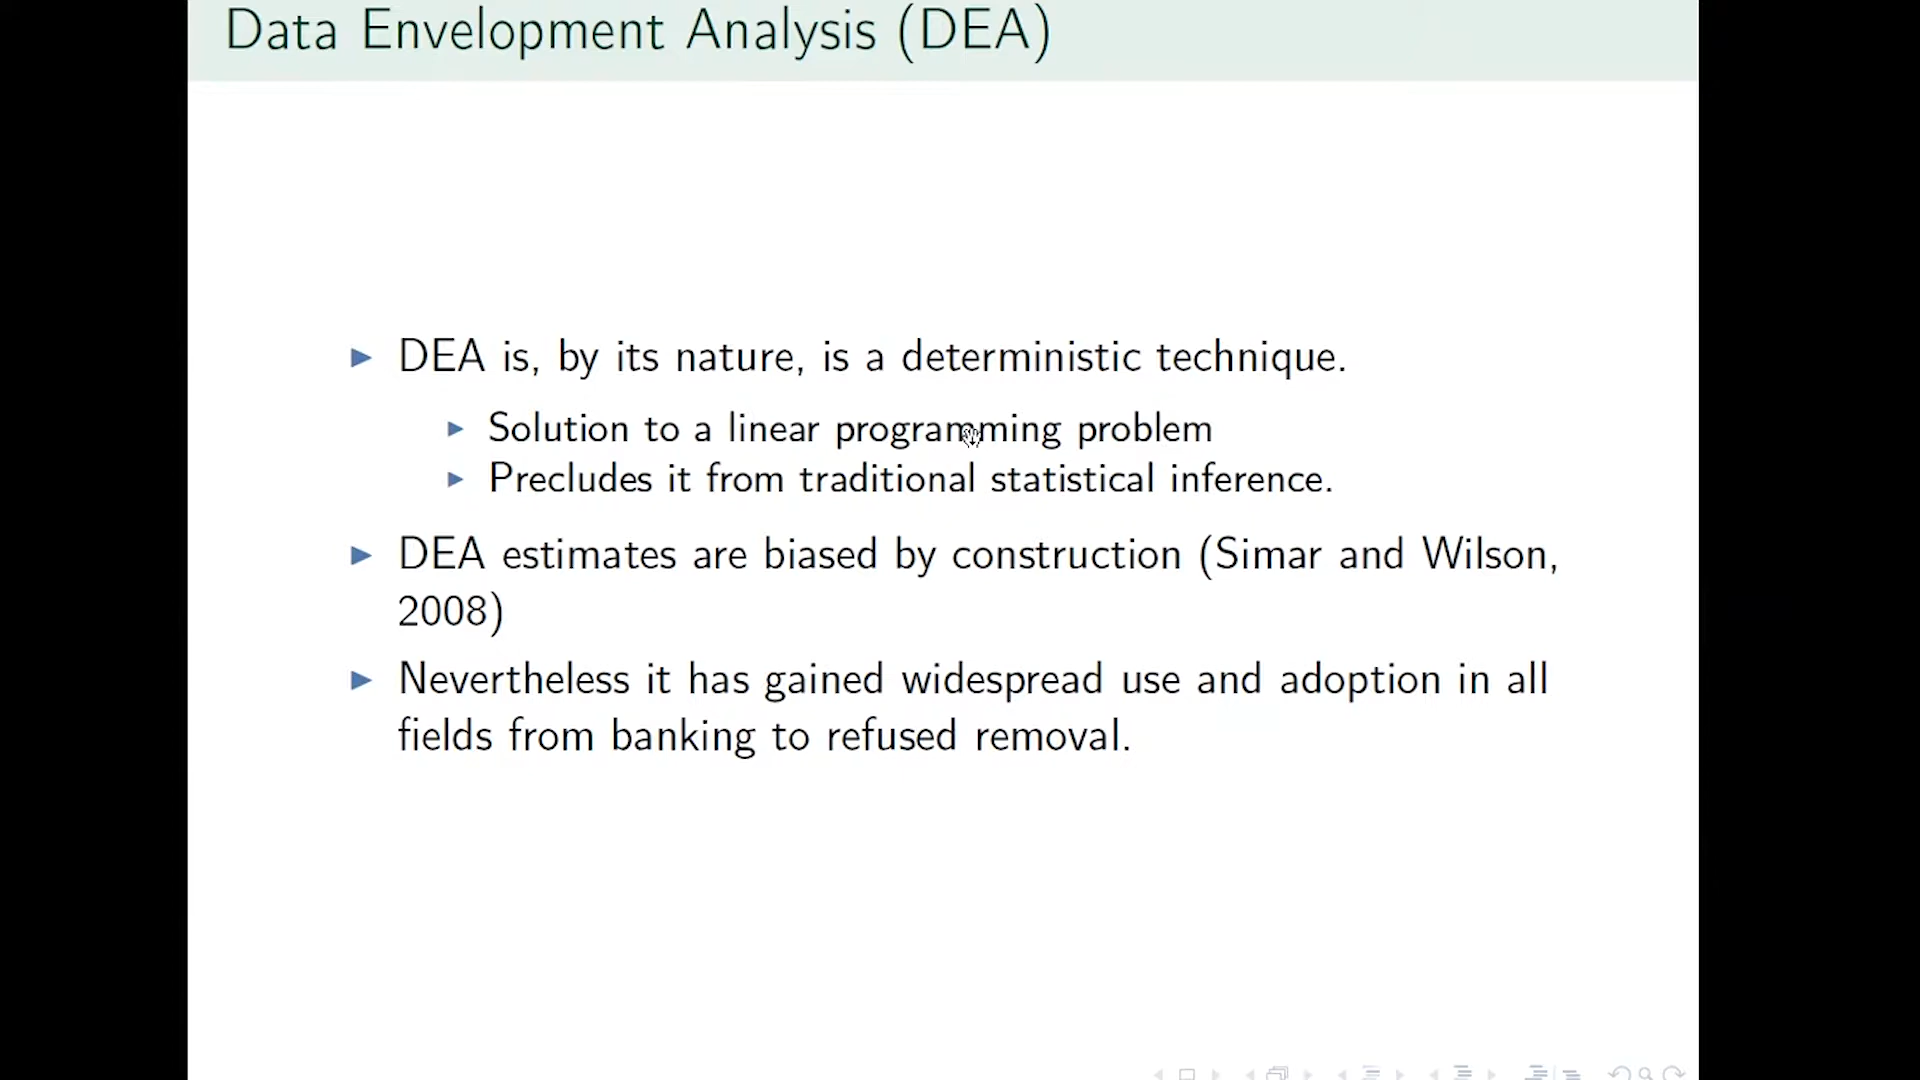 Data Envelopment Analysis (DEA)
DEA is, by its nature, is a deterministic technique.
Solution to a linear programming problem
Precludes it from traditional statistical inference.
DEA estimates are biased by construction (Simar and Wilson,
2008)
Nevertheless it has gained widespread use and adoption in all
fields from banking to refused removal.